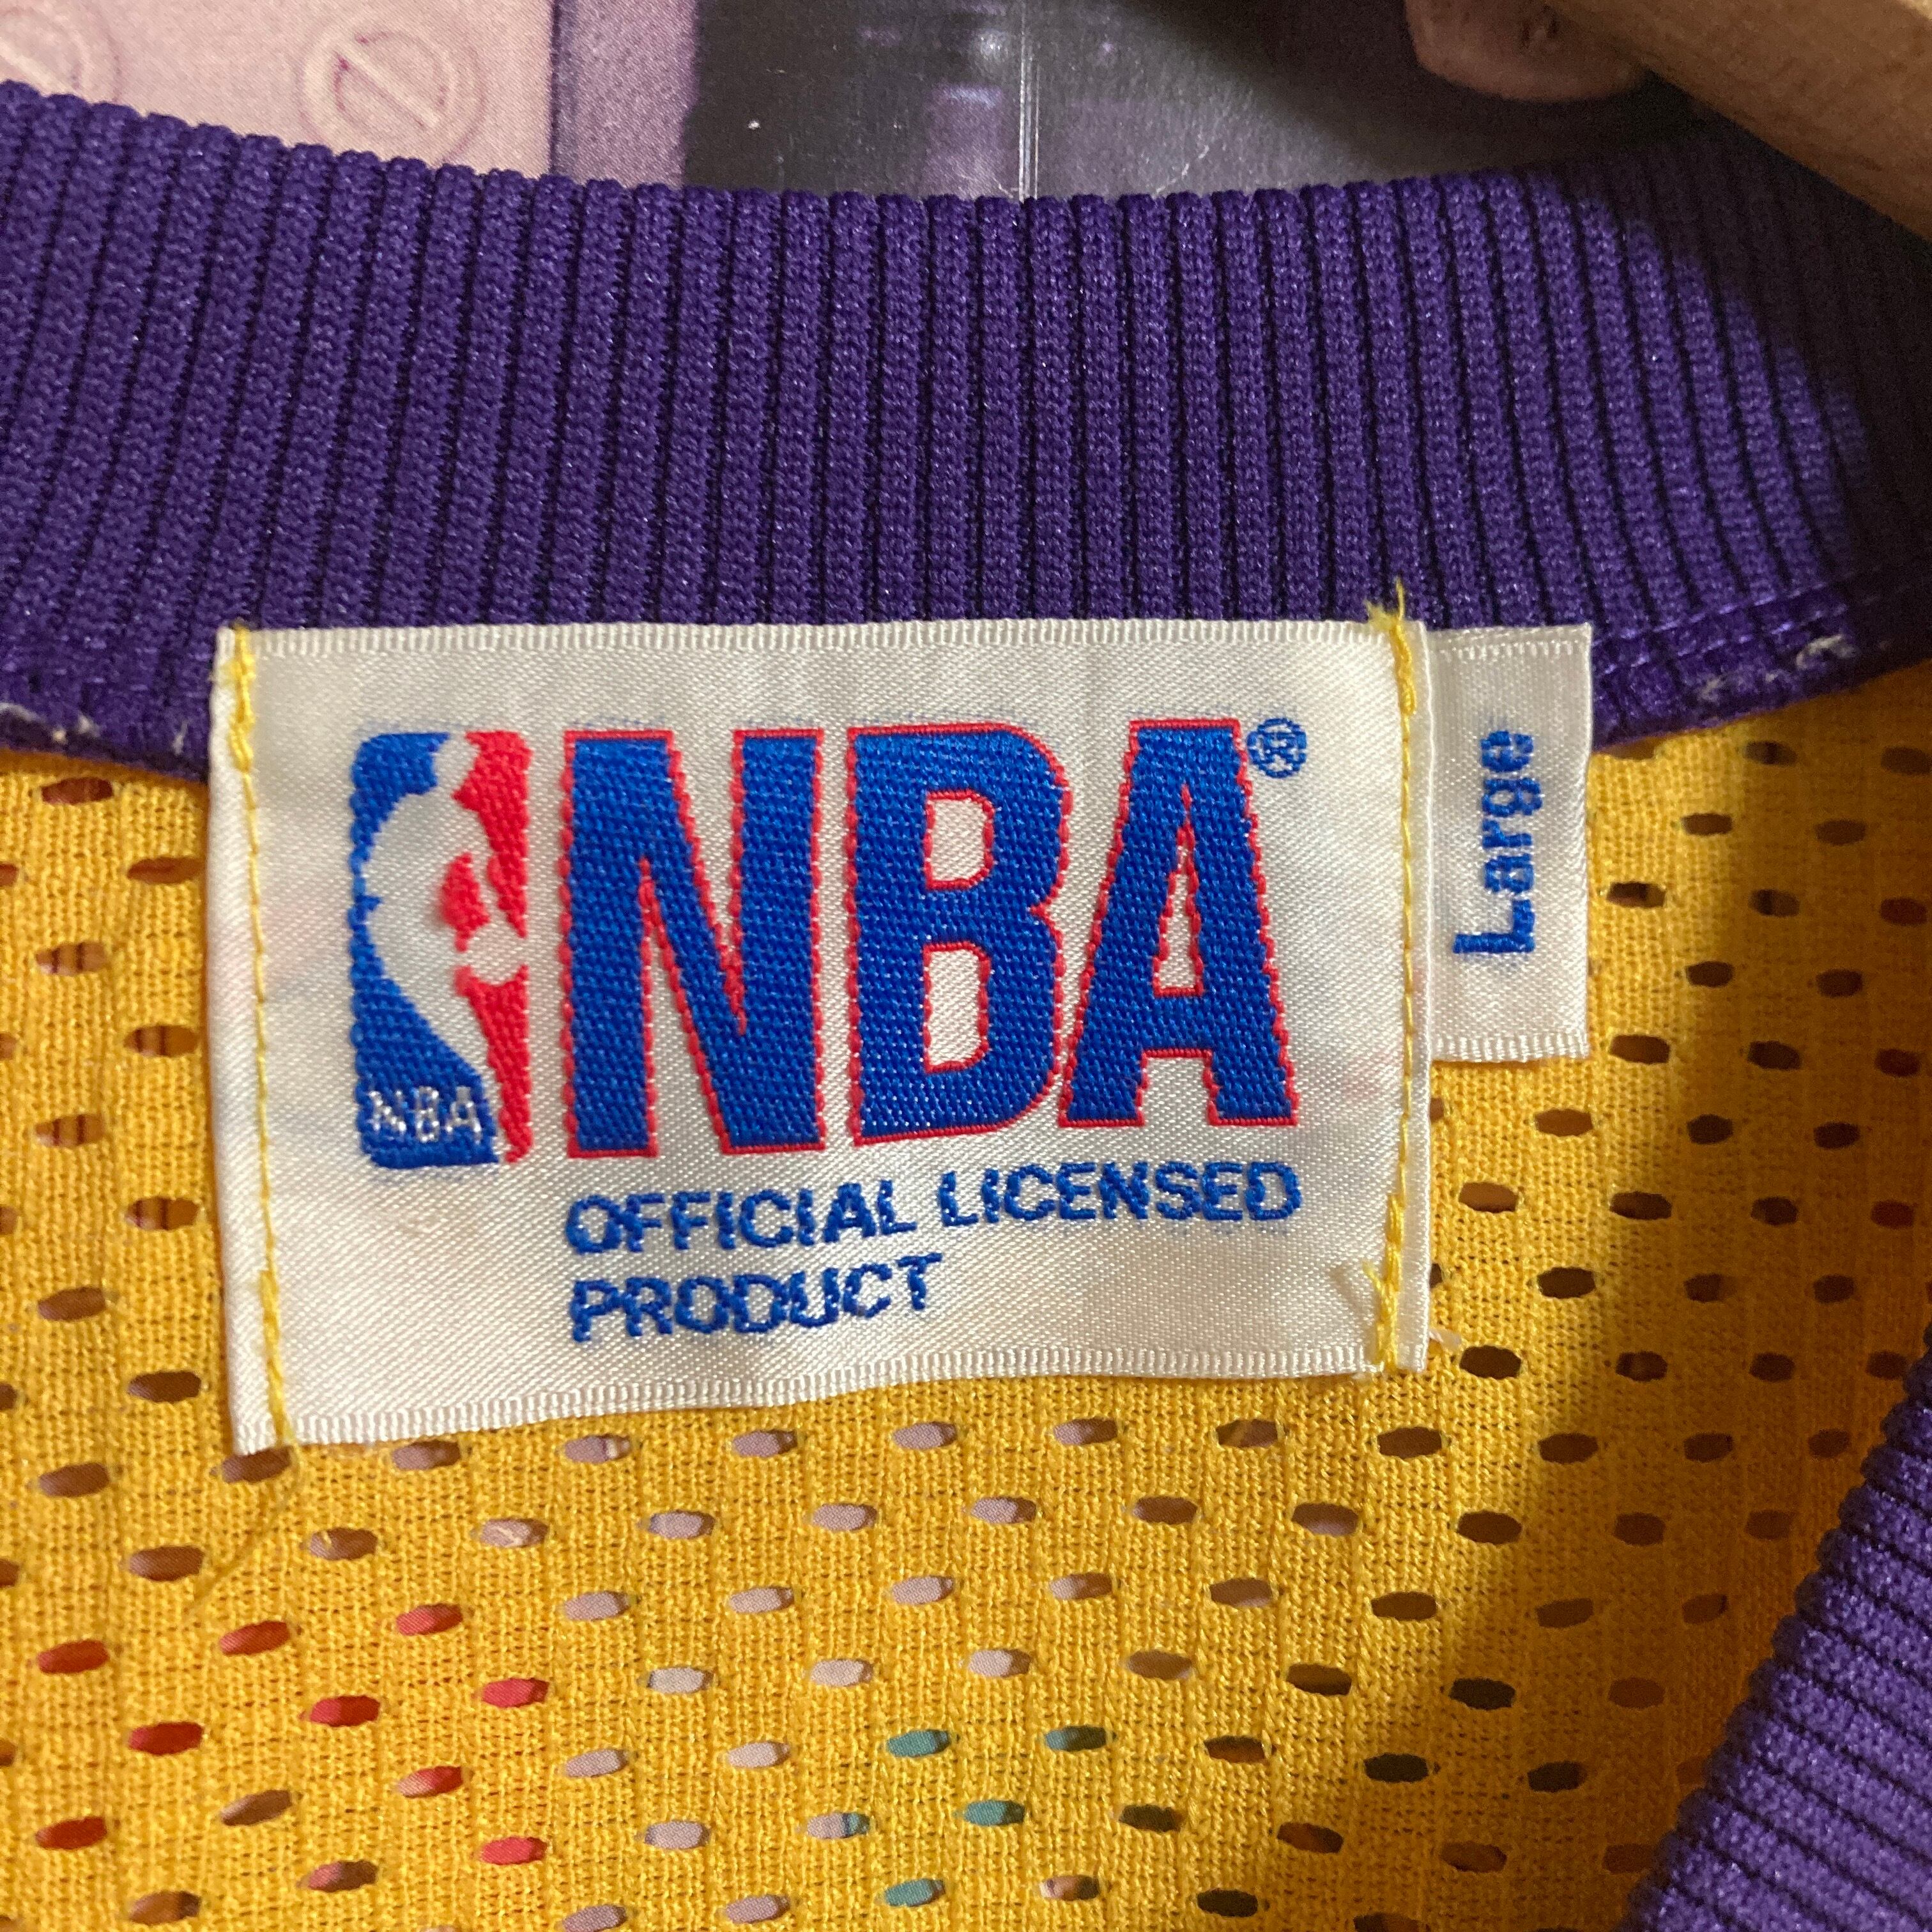 NBA®
NBA
OFFICIAL LICENSED
PRODUCT
Large